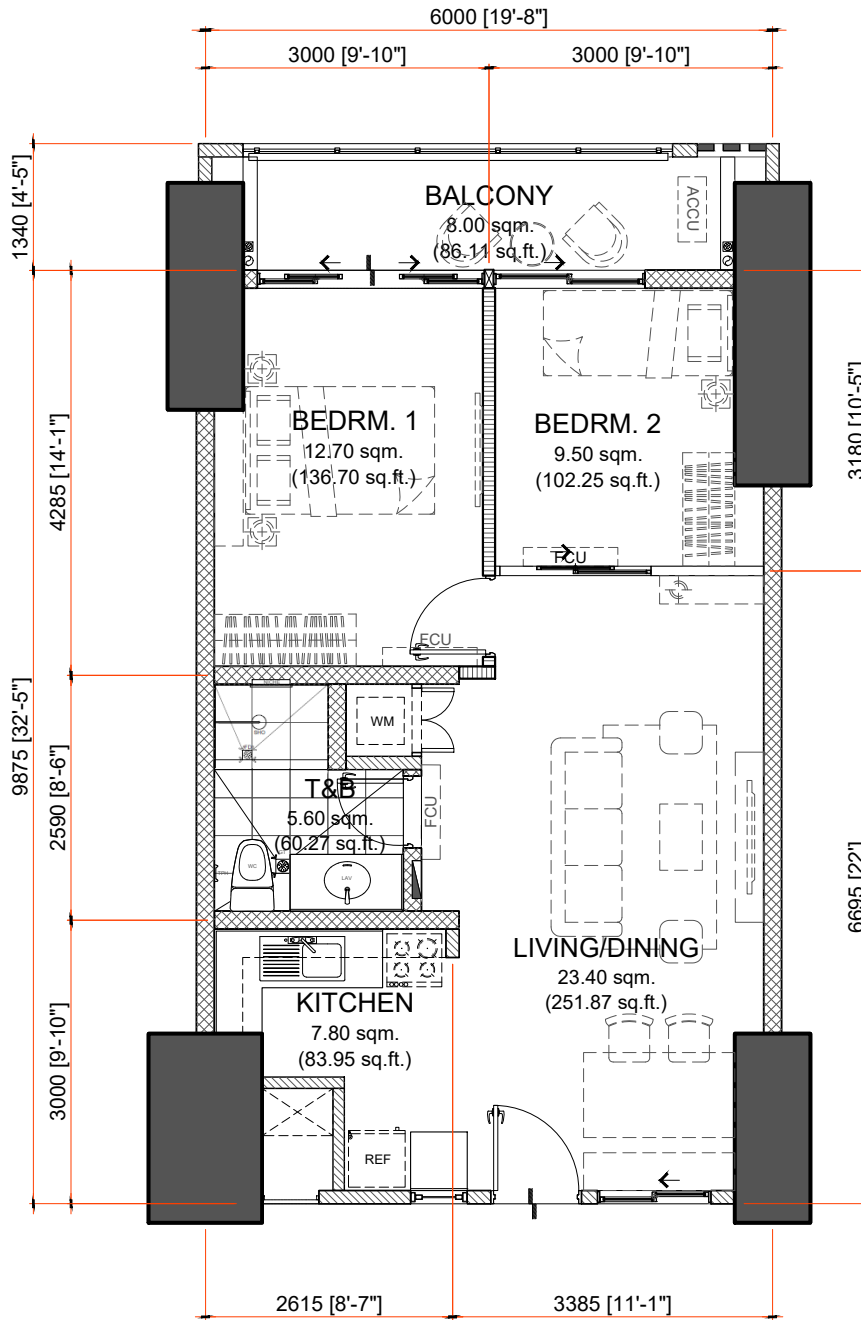 6000 [19'-8"]
3000 [9'-10"]
3000 [9'-10"]
1340 [4'-5"]
BALCONY
8.00 sqm.
(86.11 sq.ft.)
ACCU
4285 [14'-1"]
3180 [10'-5"]
BEDRM. 1
12.70 sqm.
(136.70 sq.ft.)
BEDRM. 2
9.50 sqm.
(102.25 sq.ft.)
FCU
FCU
9875 [32'-5"]
2590 [8'-6"]
WM
T&B
5.60 sqm.
(60.27 sq.ft.)
FCU
WC
LAV
6695 [22']
LIVING/DINING
23.40 sqm.
(251.87 sq.ft.)
3000 [9'-10"]
KITCHEN
7.80 sqm.
(83.95 sq.ft.)
REF
2615 [8'-7"]
3385 [11'-1"]